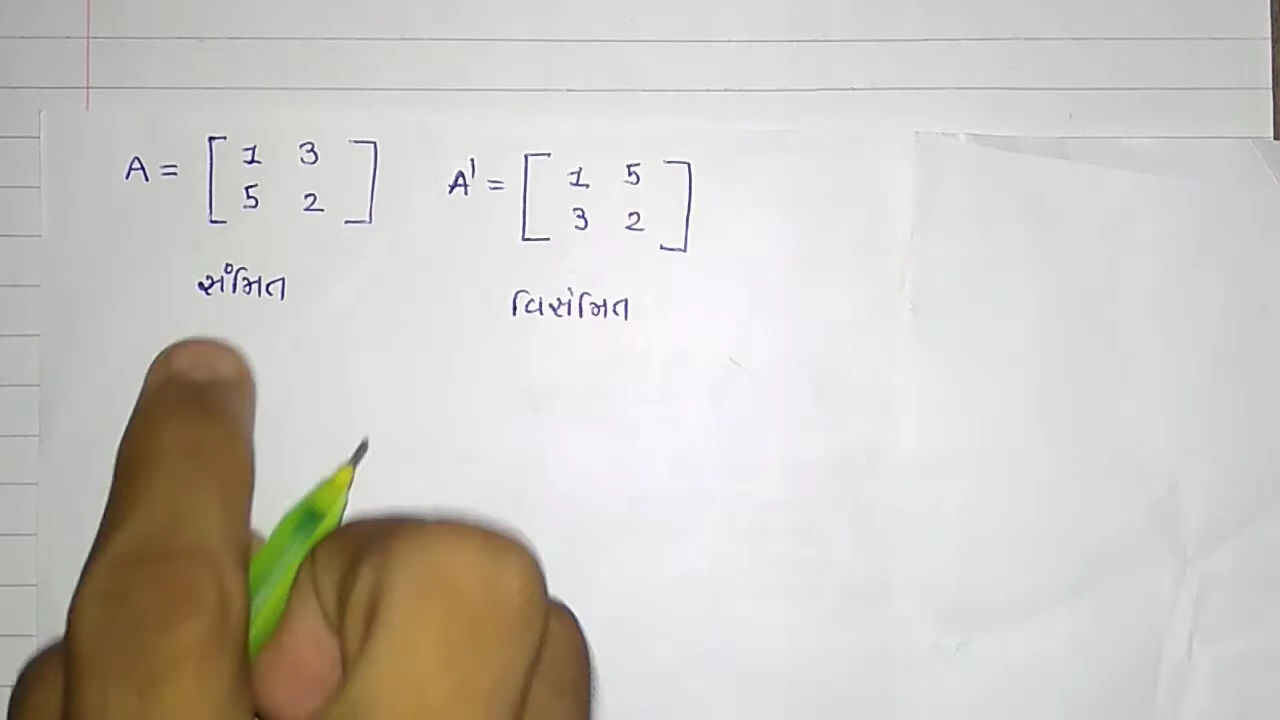 A = [ 1 3
5 2 ]
A' = [ 1 5
3 2 ]
સંમિત
વિસંમિત